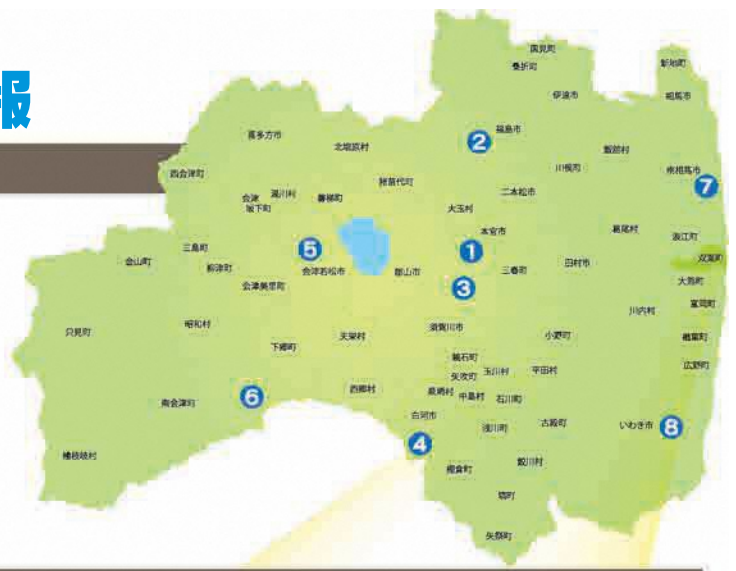 報
国見町
桑折町
新地町
伊達市
相馬市
福島市
喜多方市
北塩原村
②
飯舘村
西会津町
猪苗代町
川俣町
南相馬市
⑦
会津
坂下町
湯川村
磐梯町
二本松市
大玉村
本宮市
葛尾村
浪江町
三島町
⑤
①
金山町
柳津町
会津若松市
郡山市
三春町
田村市
双葉町
会津美里町
③
大熊町
富岡町
川内村
只見町
昭和村
天栄村
須賀川市
小野町
楢葉町
下郷町
鏡石町
広野町
矢吹町
玉川村
平田村
⑥
西郷村
泉崎村
中島村
石川町
南会津町
白河市
古殿町
いわき市
⑧
④
浅川町
檜枝岐村
棚倉町
鮫川村
塙町
矢祭町